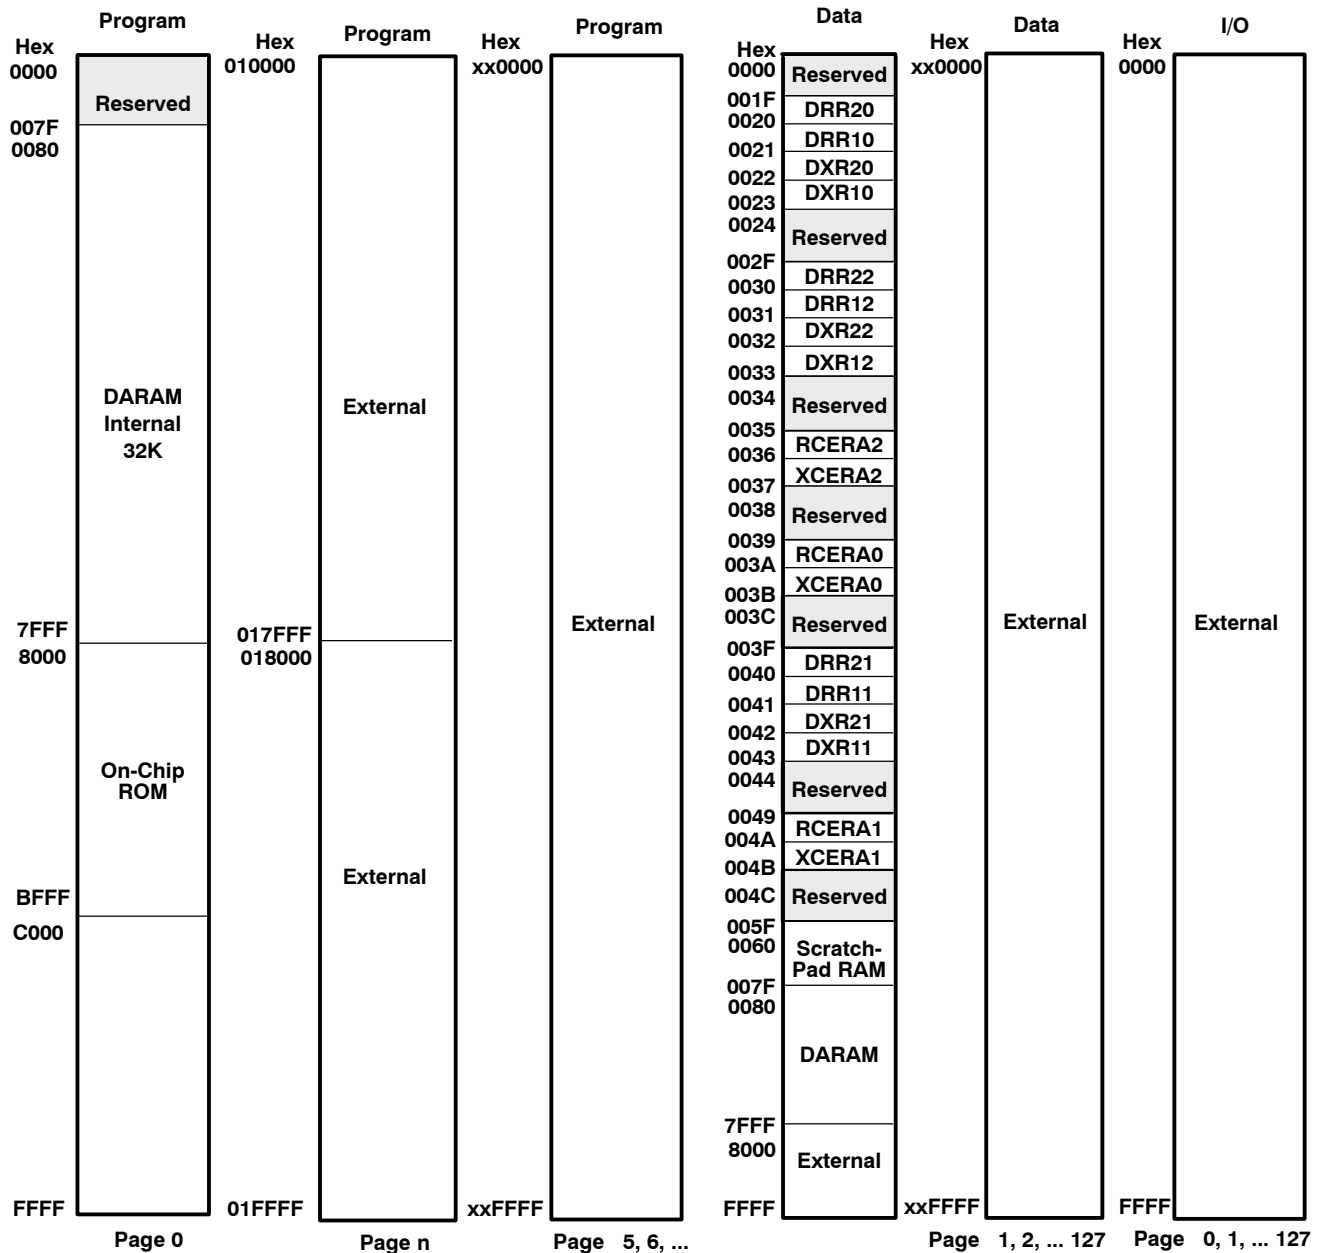 Program
Hex
0000
Reserved
007F
0080
DARAM
Internal
32K
7FFF
8000
On-Chip
ROM
BFFF
C000
FFFF
Page 0
Program
Hex
010000
External
017FFF
018000
External
01FFFF
Page n
Program
Hex
xx0000
External
xxFFFF
Page 5, 6, ...
Data
Hex
0000
Reserved
001F
DRR20
0020
DRR10
0021
DXR20
0022
DXR10
0023
0024
Reserved
002F
DRR22
0030
DRR12
0031
DXR22
0032
DXR12
0033
0034
Reserved
0035
RCERA2
0036
XCERA2
0037
0038
Reserved
0039
RCERA0
003A
XCERA0
003B
003C
Reserved
003F
DRR21
0040
DRR11
0041
DXR21
0042
DXR11
0043
0044
Reserved
0049
RCERA1
004A
XCERA1
004B
004C
Reserved
005F
0060
Scratch-
Pad RAM
007F
0080
DARAM
7FFF
8000
External
FFFF
Data
Hex
xx0000
External
xxFFFF
Page 1, 2, ... 127
I/O
Hex
0000
External
FFFF
Page 0, 1, ... 127